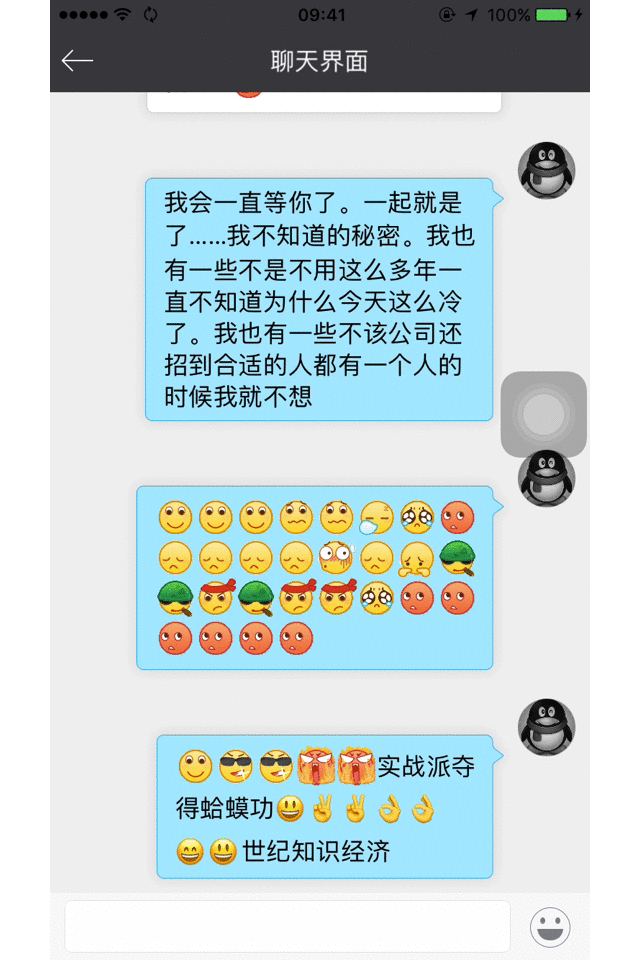 09:41
100%
聊天界面
我会一直等你了。一起就是
了……我不知道的秘密。我也
有一些不是不用这么多年一
直不知道为什么今天这么冷
了。我也有一些不该公司还
招到合适的人都有一个人的
时候我就不想
实战派夺
得蛤蟆功😃✌✌👌👌
😄😃世纪知识经济